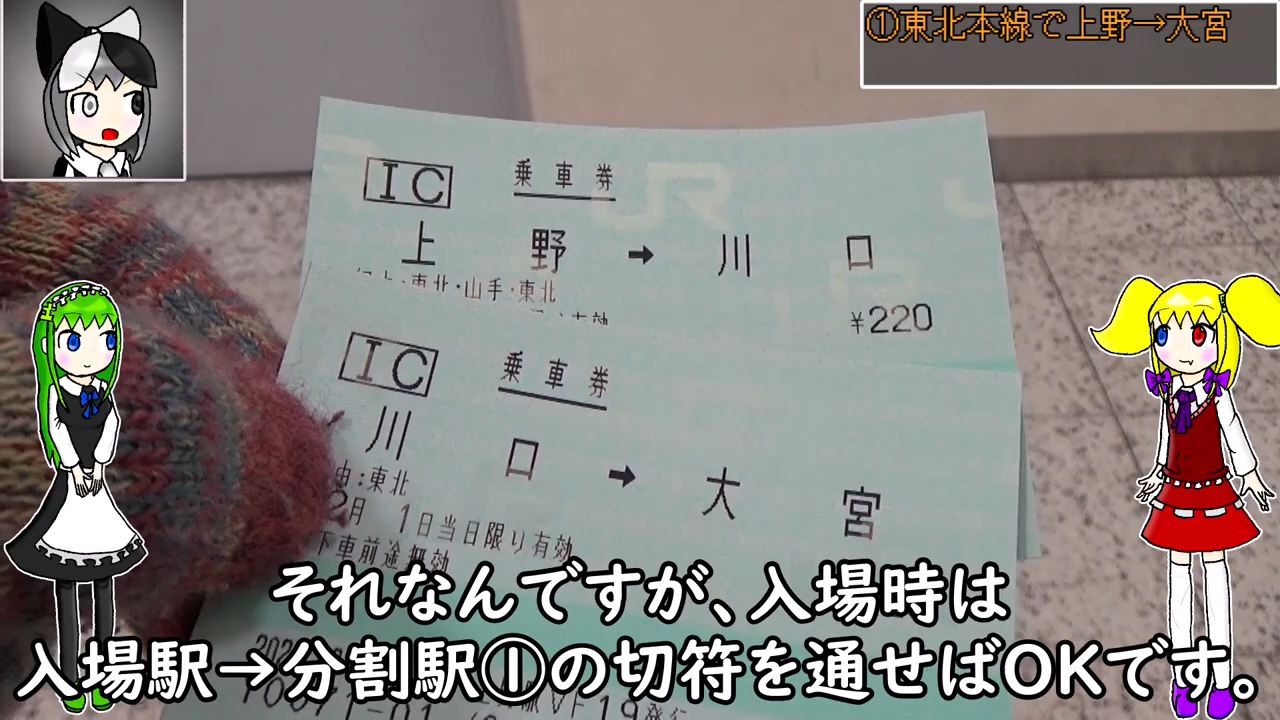 ①東北本線で上野→大宮
IC 乗車券
上野→川口
東北・山手・東北
¥220
IC 乗車券
川口→大宮
由:東北
2月 1日当日限り有効
下車前途無効
それなんですが、入場時は
入場駅→分割駅①の切符を通せばOKです。